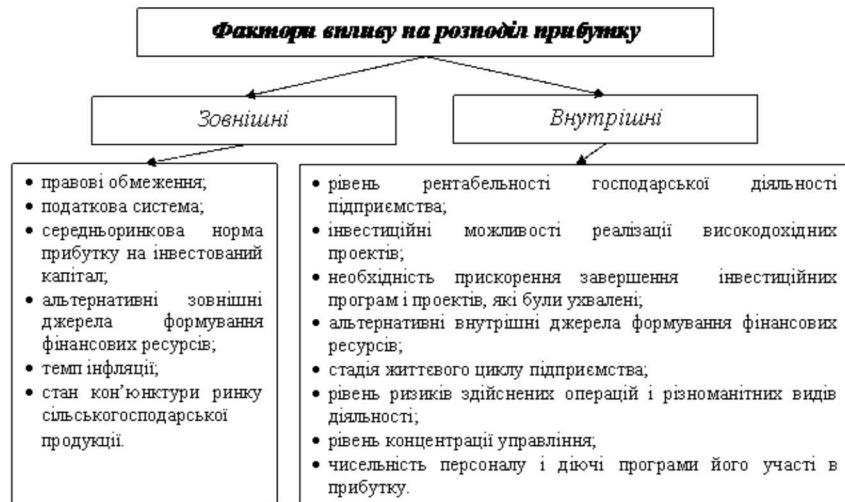 Фактори впливу на розподіл прибутку
Зовнішні
Внутрішні
• правові обмеження;
• податкова система;
• середньоринкова норма
прибутку на інвестований
капітал;
• альтернативні зовнішні
джерела формування
фінансових ресурсів;
• темп інфляції;
• стан кон’юнктури ринку
сільськогосподарської
продукції.
• рівень рентабельності господарської діяльності
підприємства;
• інвестиційні можливості реалізації високодохідних
проектів;
• необхідність прискорення завершення інвестиційних
програм і проектів, які були ухвалені;
• альтернативні внутрішні джерела формування фінансових
ресурсів;
• стадія життєвого циклу підприємства;
• рівень ризиків здійснених операцій і різноманітних видів
діяльності;
• рівень концентрації управління;
• чисельність персоналу і діючі програми його участі в
прибутку.